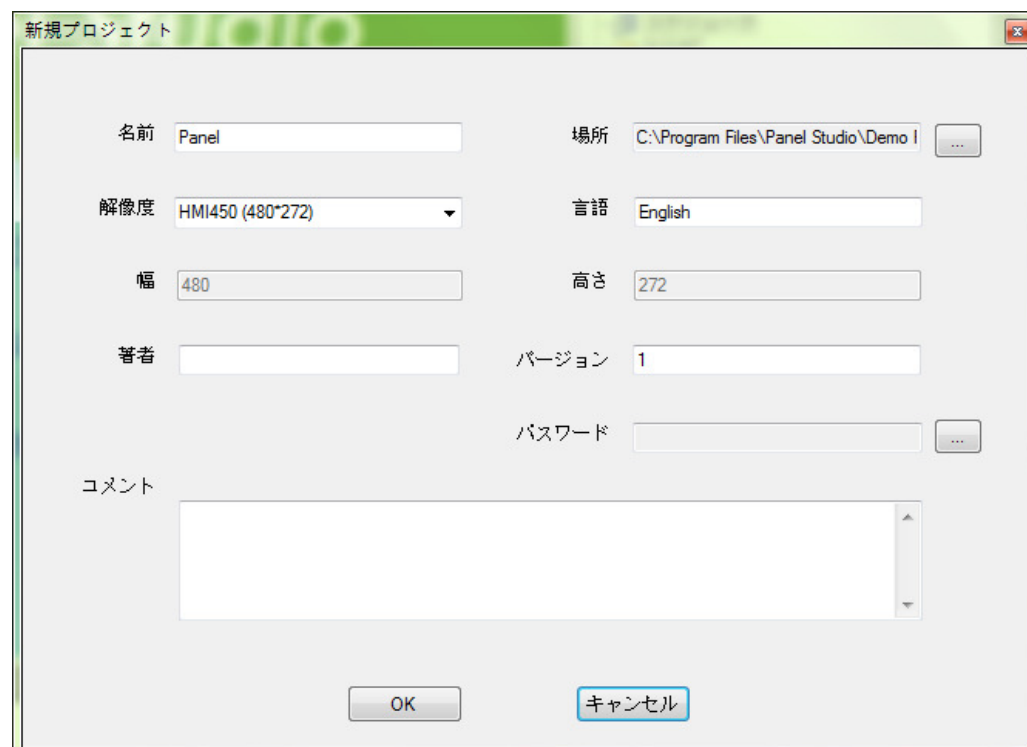 新規プロジェクト
名前 Panel 場所 C:\Program Files\Panel Studio\Demo ...
解像度 HMI450 (480*272) 言語 English
幅 480 高さ 272
著者 バージョン 1
パスワード ...
コメント
OK キャンセル